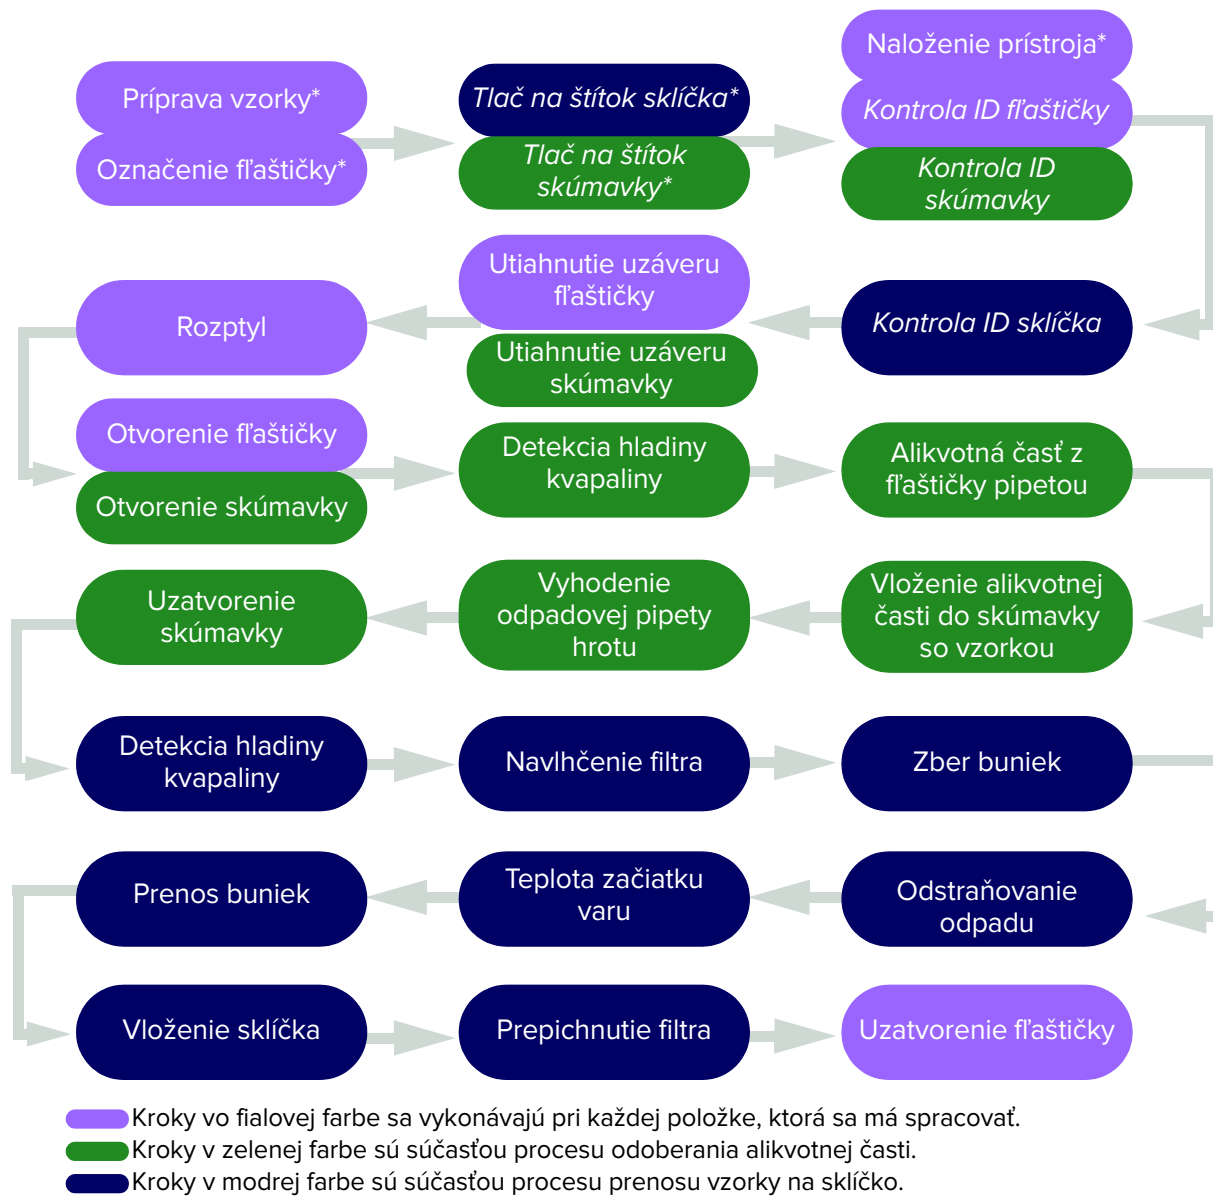 Príprava vzorky*
Označenie fľaštičky*
Tlač na štítok sklíčka*
Tlač na štítok
skúmavky*
Naloženie prístroja*
Kontrola ID fľaštičky
Kontrola ID
skúmavky
Kontrola ID sklíčka
Utiahnutie uzáveru
fľaštičky
Utiahnutie uzáveru
skúmavky
Rozptyl
Otvorenie fľaštičky
Otvorenie skúmavky
Detekcia hladiny
kvapaliny
Alikvotná časť z
fľaštičky pipetou
Vloženie alikvotnej
časti do skúmavky
so vzorkou
Vyhodenie
odpadovej pipety
hrotu
Uzatvorenie
skúmavky
Detekcia hladiny
kvapaliny
Navlhčenie filtra
Zber buniek
Odstraňovanie
odpadu
Teplota začiatku
varu
Prenos buniek
Vloženie sklíčka
Prepichnutie filtra
Uzatvorenie fľaštičky
Kroky vo fialovej farbe sa vykonávajú pri každej položke, ktorá sa má spracovať.
Kroky v zelenej farbe sú súčasťou procesu odoberania alikvotnej časti.
Kroky v modrej farbe sú súčasťou procesu prenosu vzorky na sklíčko.